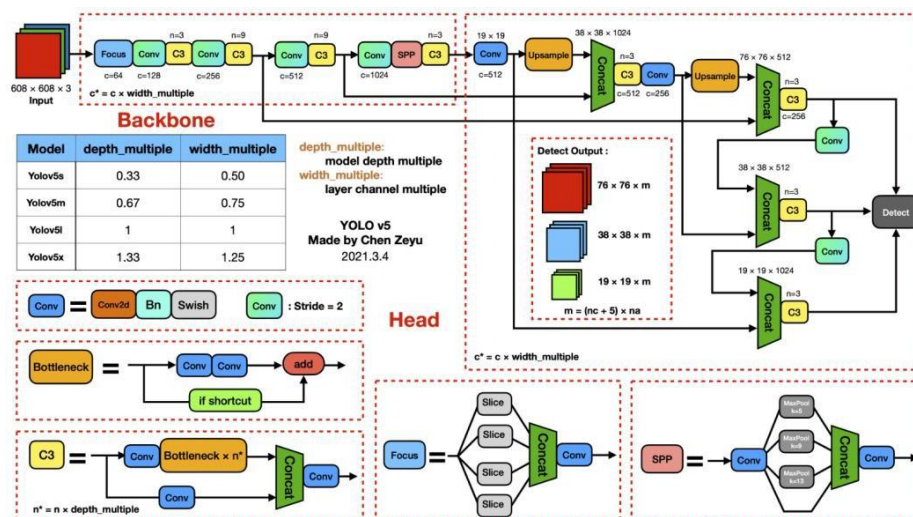 n=3
n=9
n=9
n=3
Focus
Conv
C3
Conv
C3
Conv
C3
Conv
SPP
C3
c=64
c=128
c=256
c=512
c=1024
608 × 608 × 3
Input
c* = c × width_multiple
Backbone
19 × 19
Conv
c=512
Upsample
38 × 38 × 1024
Concat
n=3
C3
Conv
c=512
c=256
Upsample
76 × 76 × 512
Concat
n=3
C3
c=256
Conv
38 × 38 × 512
Concat
n=3
C3
Conv
Detect
19 × 19 × 1024
Concat
n=3
C3
c* = c × width_multiple
Model depth_multiple width_multiple
Yolov5s 0.33 0.50
Yolov5m 0.67 0.75
Yolov5l 1 1
Yolov5x 1.33 1.25
depth_multiple:
model depth multiple
width_multiple:
layer channel multiple
YOLO v5
Made by Chen Zeyu
2021.3.4
Detect Output :
76 × 76 × m
38 × 38 × m
19 × 19 × m
m = (nc + 5) × na
Head
Conv = Conv2d Bn Swish
Conv : Stride = 2
Bottleneck =
Conv Conv
add
if shortcut
C3 =
Conv
Bottleneck × n*
Conv
Concat
Conv
n* = n × depth_multiple
Focus =
Slice
Slice
Slice
Slice
Concat
Conv
SPP =
Conv
MaxPool
k=5
MaxPool
k=9
MaxPool
k=13
Concat
Conv